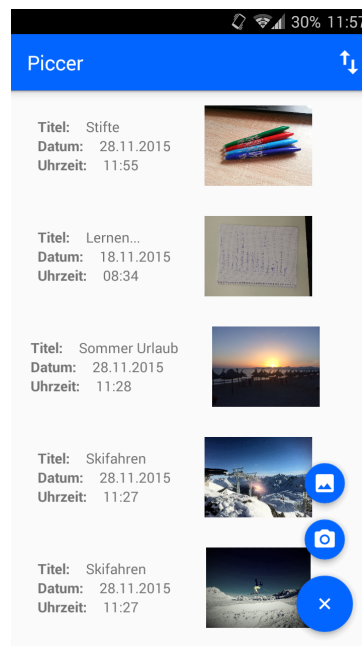 30% 11:57
Piccer
Titel: Stifte
Datum: 28.11.2015
Uhrzeit: 11:55
Titel: Lernen...
Datum: 18.11.2015
Uhrzeit: 08:34
Titel: Sommer Urlaub
Datum: 28.11.2015
Uhrzeit: 11:28
Titel: Skifahren
Datum: 28.11.2015
Uhrzeit: 11:27
Titel: Skifahren
Datum: 28.11.2015
Uhrzeit: 11:27